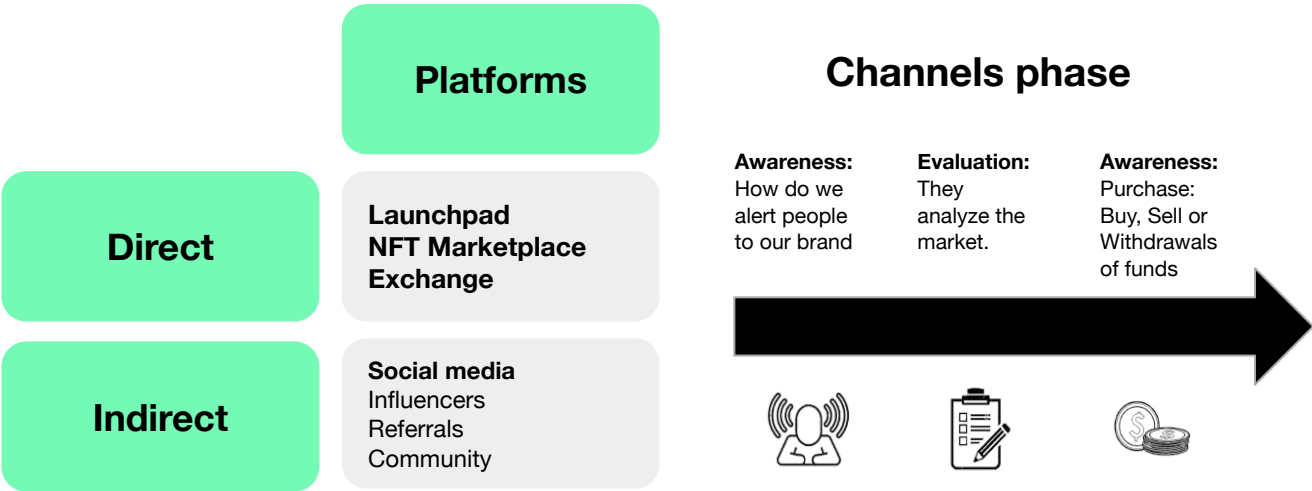 Platforms
Direct
Launchpad
NFT Marketplace
Exchange
Indirect
Social media
Influencers
Referrals
Community
Channels phase
Awareness:
How do we
alert people
to our brand
Evaluation:
They
analyze the
market.
Awareness:
Purchase:
Buy, Sell or
Withdrawals
of funds
$
$